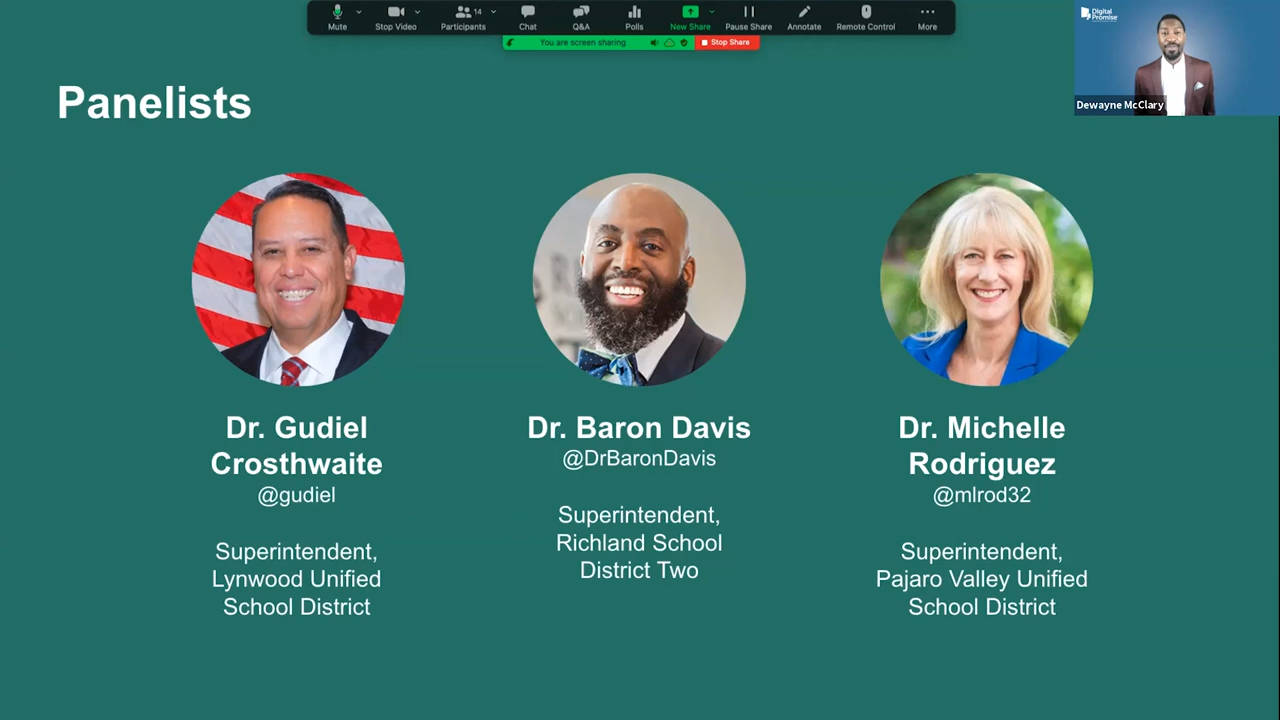 Mute
Stop Video
Participants
14
Chat
Q&A
Polls
New Share
Pause Share
Annotate
Remote Control
More
You are screen sharing
Stop Share
Digital
Promise
Dewayne McClary
Panelists
Dr. Gudiel
Crosthwaite
@gudiel
Superintendent,
Lynwood Unified
School District
Dr. Baron Davis
@DrBaronDavis
Superintendent,
Richland School
District Two
Dr. Michelle
Rodriguez
@mlrod32
Superintendent,
Pajaro Valley Unified
School District